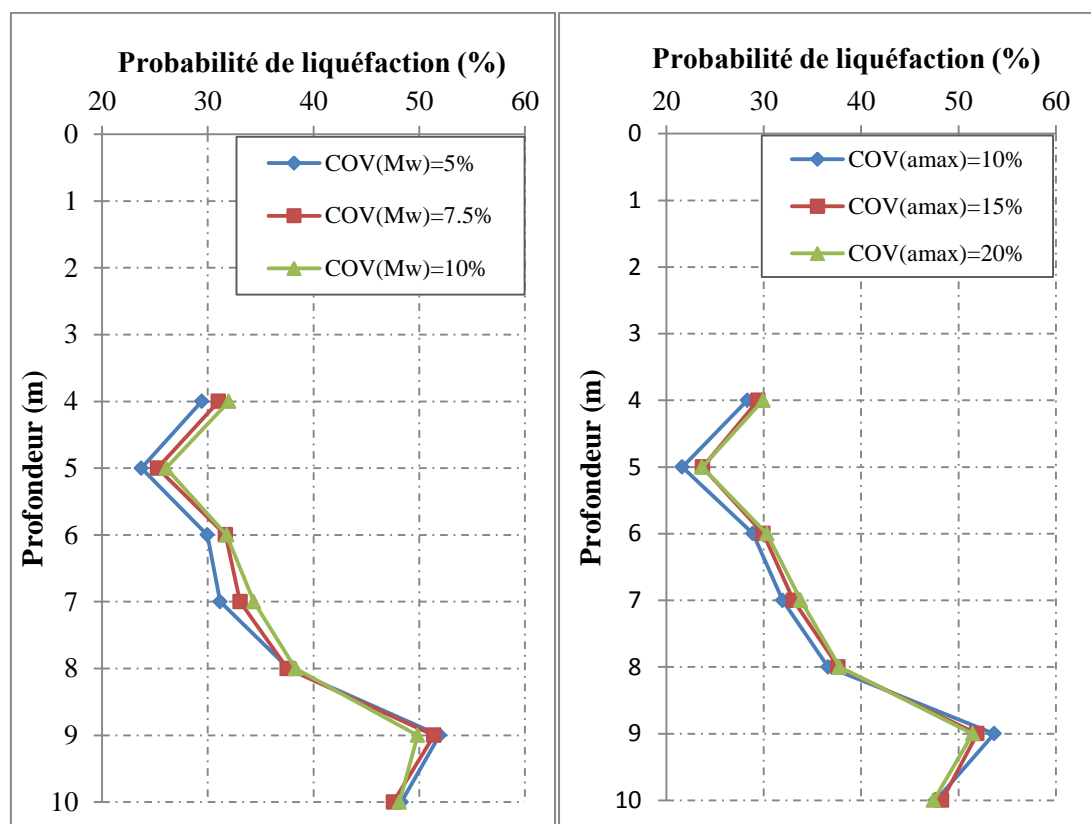 Probabilité de liquéfaction (%)
20 30 40 50 60
0
1
2
3
4
5
6
7
8
9
10
Profondeur (m)
COV(Mw)=5%
COV(Mw)=7.5%
COV(Mw)=10%
Probabilité de liquéfaction (%)
20 30 40 50 60
0
1
2
3
4
5
6
7
8
9
10
Profondeur (m)
COV(amax)=10%
COV(amax)=15%
COV(amax)=20%